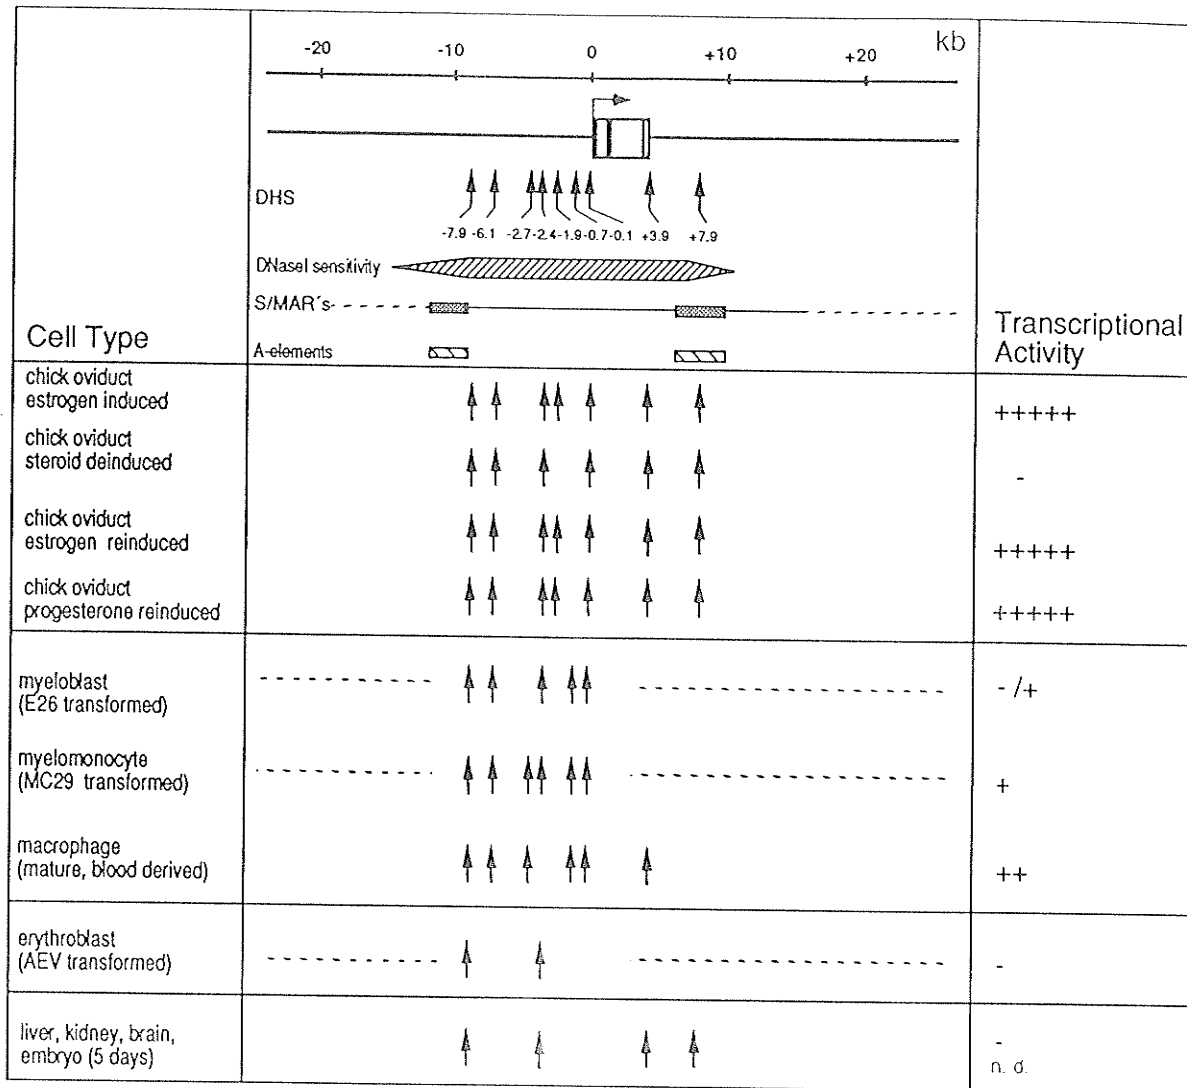 -20 -10 0 +10 +20 kb
DHS
-7.9 -6.1 -2.7 -2.4 -1.9 -0.7 -0.1 +3.9 +7.9
DNaseI sensitivity
S/MAR's
A-elements
Cell Type
Transcriptional
Activity
chick oviduct
estrogen induced
+++++
chick oviduct
steroid deinduced
-
chick oviduct
estrogen reinduced
+++++
chick oviduct
progesterone reinduced
+++++
myeloblast
(E26 transformed)
- /+
myelomonocyte
(MC29 transformed)
+
macrophage
(mature, blood derived)
++
erythroblast
(AEV transformed)
-
liver, kidney, brain,
embryo (5 days)
-
n. d.